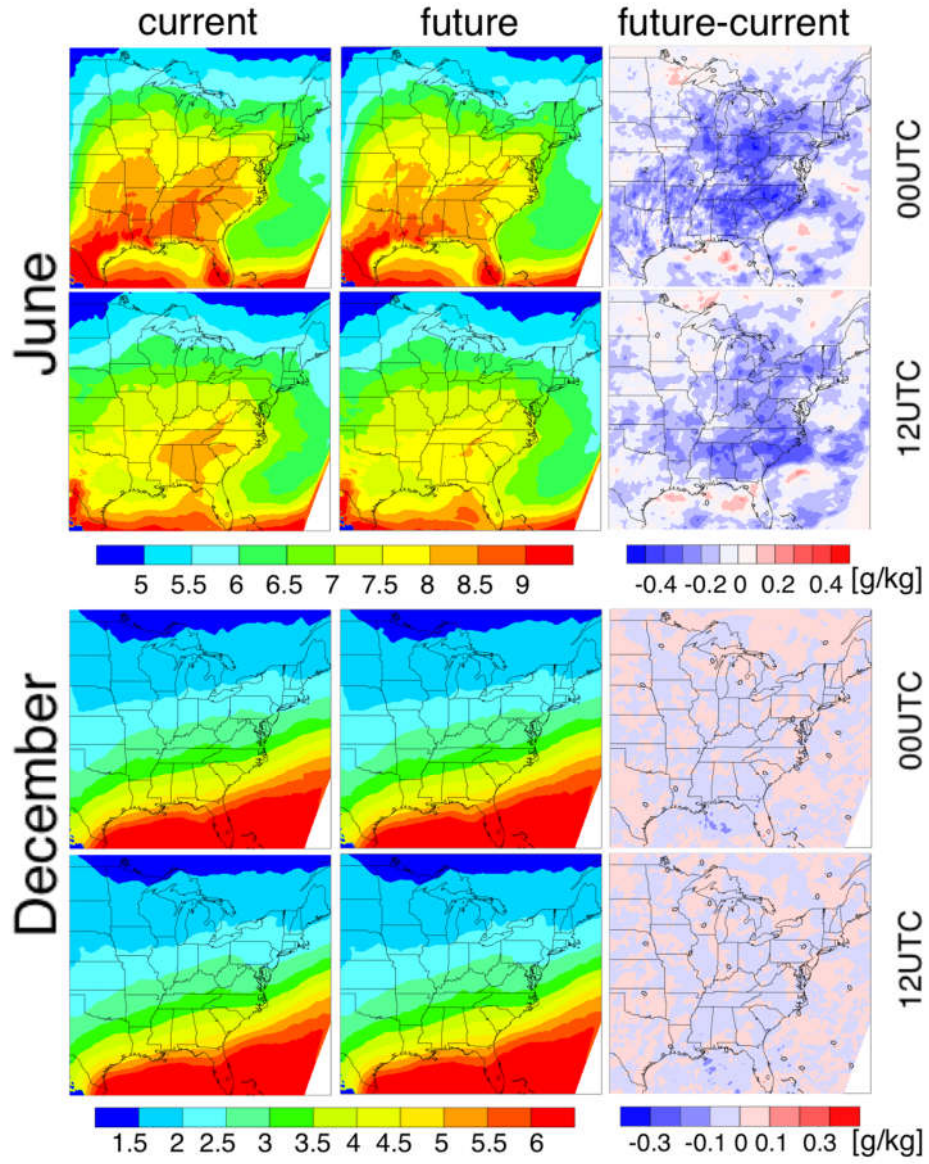 current future future-current
June
00UTC
12UTC
5 5.5 6 6.5 7 7.5 8 8.5 9
-0.4 -0.2 0 0.2 0.4 [g/kg]
December
00UTC
12UTC
1.5 2 2.5 3 3.5 4 4.5 5 5.5 6
-0.3 -0.1 0 0.1 0.3 [g/kg]